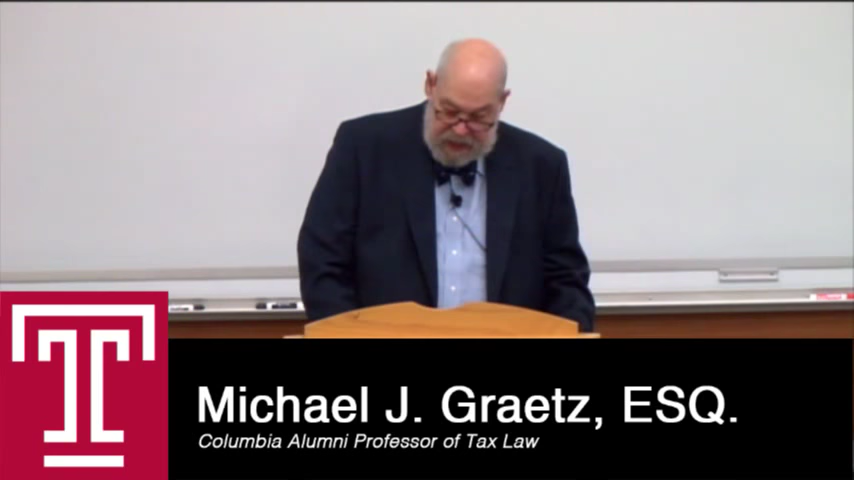 Michael J. Graetz, ESQ.
Columbia Alumni Professor of Tax Law